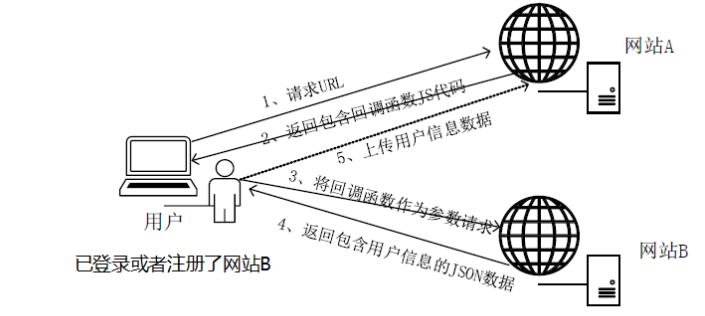 网站A
1、请求URL
2、返回包含回调函数JS代码
5、上传用户信息数据
3、将回调函数作为参数请求
用户
4、返回包含用户信息的JSON数据
网站B
已登录或者注册了网站B